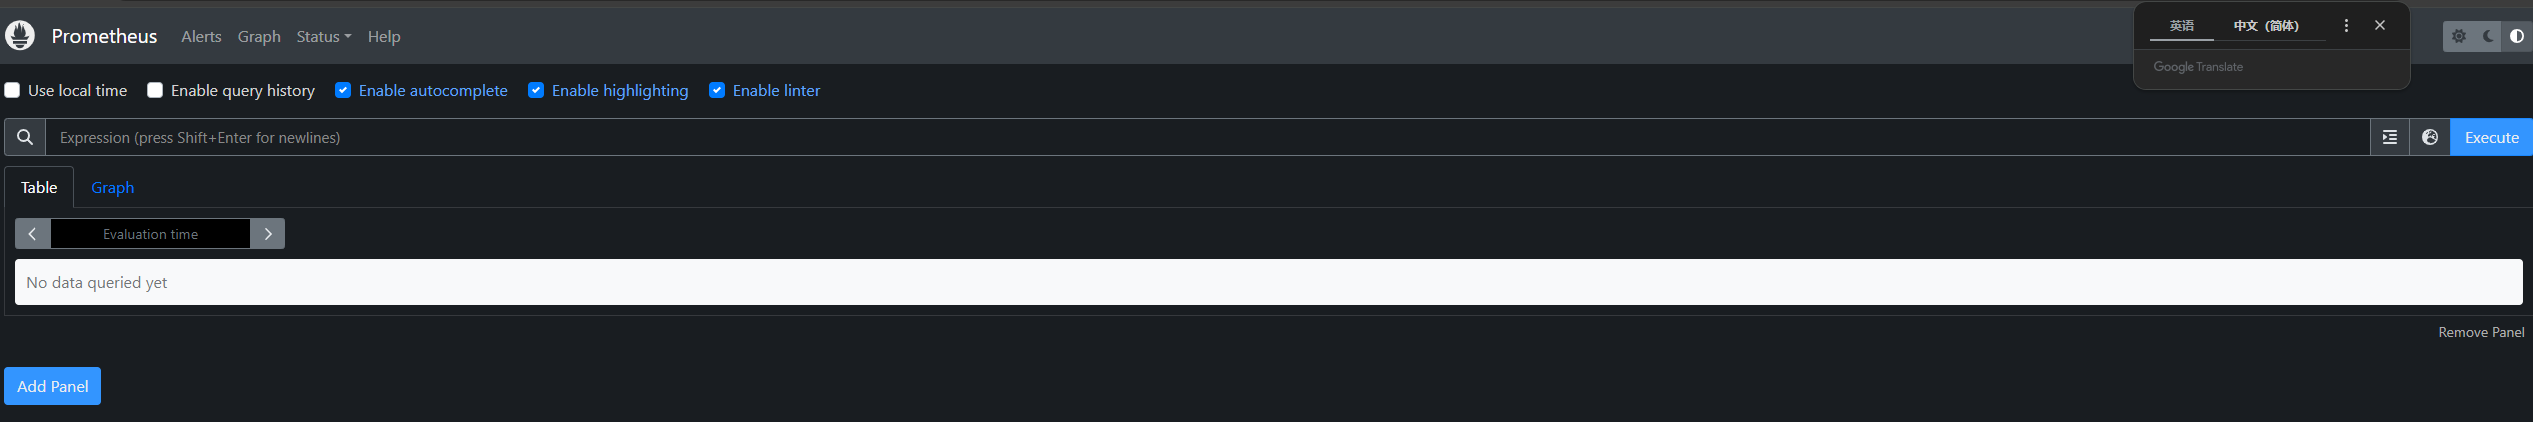 Prometheus Alerts Graph Status Help
英语 中文（简体）
Google Translate
Use local time Enable query history Enable autocomplete Enable highlighting Enable linter
Expression (press Shift+Enter for newlines) Execute
Table Graph
Evaluation time
No data queried yet
Remove Panel
Add Panel